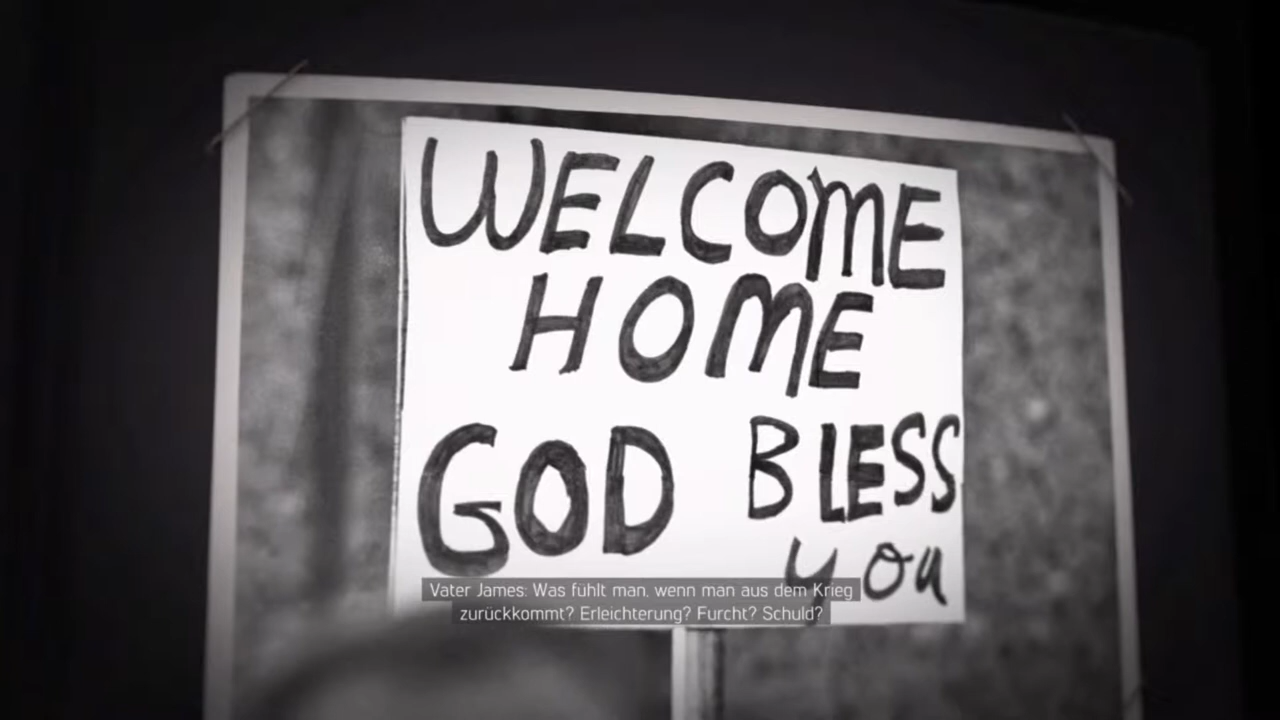 WELCOME
HOME
GOD BLESS
you
Vater James: Was fühlt man, wenn man aus dem Krieg
zurückkommt? Erleichterung? Furcht? Schuld?